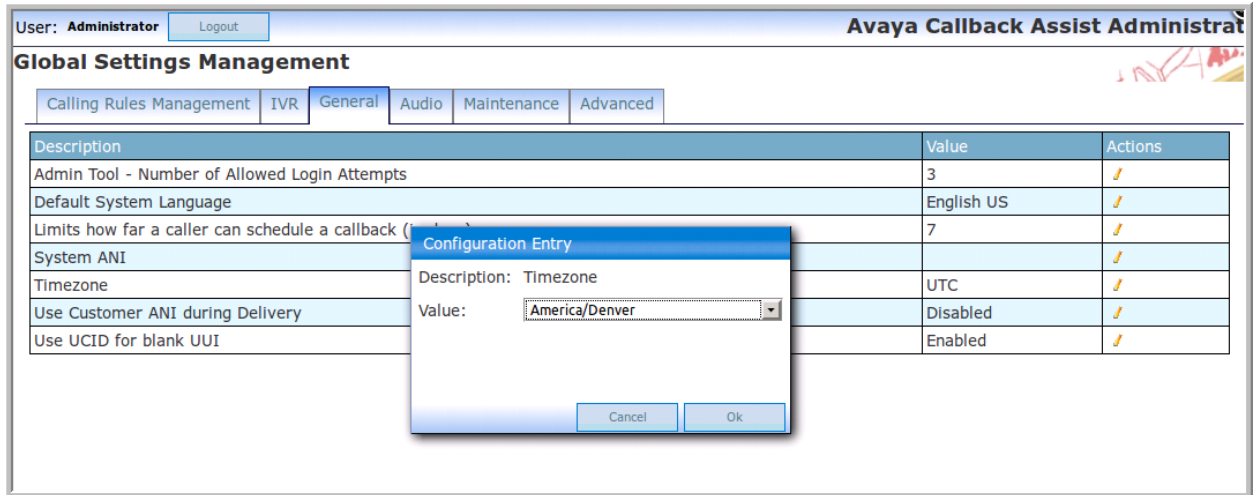 User: Administrator Logout Avaya Callback Assist Administrat
Global Settings Management
Calling Rules Management IVR General Audio Maintenance Advanced
Description Value Actions
Admin Tool - Number of Allowed Login Attempts 3
Default System Language English US
Limits how far a caller can schedule a callback 7
System ANI
Timezone UTC
Use Customer ANI during Delivery Disabled
Use UCID for blank UUI Enabled
Configuration Entry
Description: Timezone
Value: America/Denver
Cancel Ok